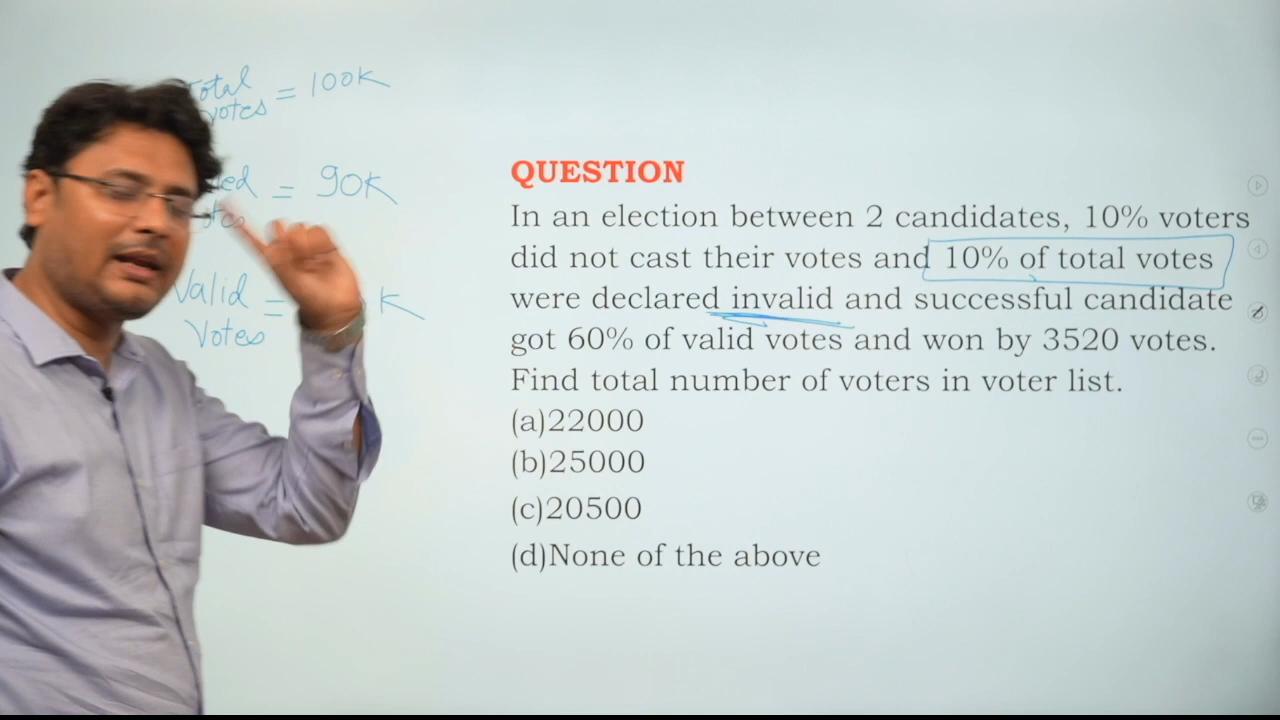 Total
votes = 100K
= 90K
Valid
Votes = K
QUESTION
In an election between 2 candidates, 10% voters
did not cast their votes and 10% of total votes
were declared invalid and successful candidate
got 60% of valid votes and won by 3520 votes.
Find total number of voters in voter list.
(a)22000
(b)25000
(c)20500
(d)None of the above